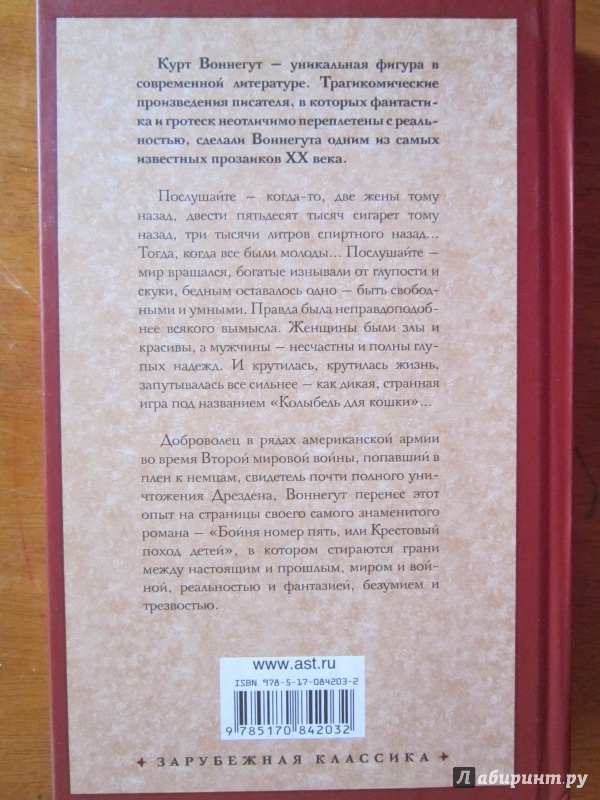 Курт Воннегут – уникальная фигура в
современной литературе. Трагикомические
произведения писателя, в которых фантасти-
ка и гротеск неотличимо переплетены с реаль-
ностью, сделали Воннегута одним из самых
известных прозаиков XX века.
Послушайте – когда-то, две жены тому
назад, двести пятьдесят тысяч сигарет тому
назад, три тысячи литров спиртного назад...
Тогда, когда все были молоды... Послушайте –
мир вращался, богатые изнывали от глупости и
скуки, бедным оставалось одно – быть свобод-
ными и умными. Правда была неправдоподоб-
нее всякого вымысла. Женщины были злы и
красивы, а мужчины – несчастны и полны глу-
пых надежд. И крутилась, крутилась жизнь,
запутывалась все сильнее – как дикая, странная
игра под названием «Колыбель для кошки»...
Доброволец в рядах американской армии
во время Второй мировой войны, попавший в
плен к немцам, свидетель почти полного уни-
чтожения Дрездена, Воннегут перенес этот
опыт на страницы своего самого знаменитого
романа – «Бойня номер пять, или Крестовый
поход детей», в котором стираются грани
между настоящим и прошлым, миром и вой-
ной, реальностью и фантазией, безумием и
трезвостью.
www.ast.ru
ISBN 978-5-17-084203-2
9 785170 842032
ЗАРУБЕЖНАЯ КЛАССИКА
Лабиринт.ру